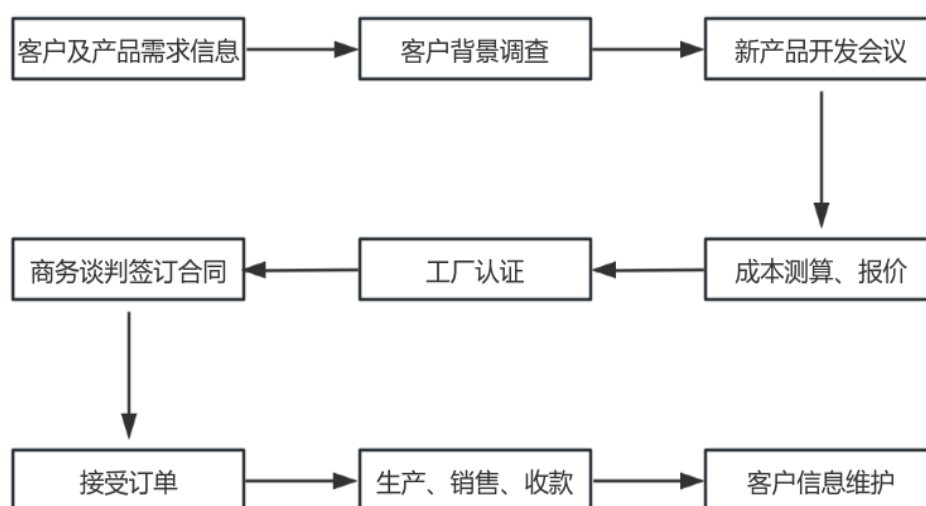 客户及产品需求信息
客户背景调查
新产品开发会议
成本测算、报价
工厂认证
商务谈判签订合同
接受订单
生产、销售、收款
客户信息维护